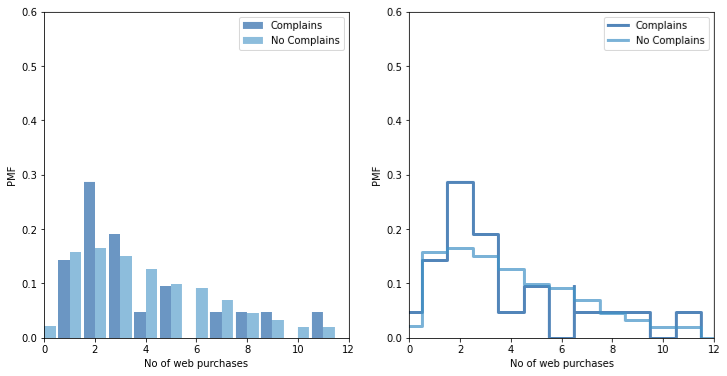 0.6
0.5
0.4
0.3
0.2
0.1
0.0
PMF
0 2 4 6 8 10 12
No of web purchases
Complains
No Complains
0.6
0.5
0.4
0.3
0.2
0.1
0.0
PMF
0 2 4 6 8 10 12
No of web purchases
Complains
No Complains